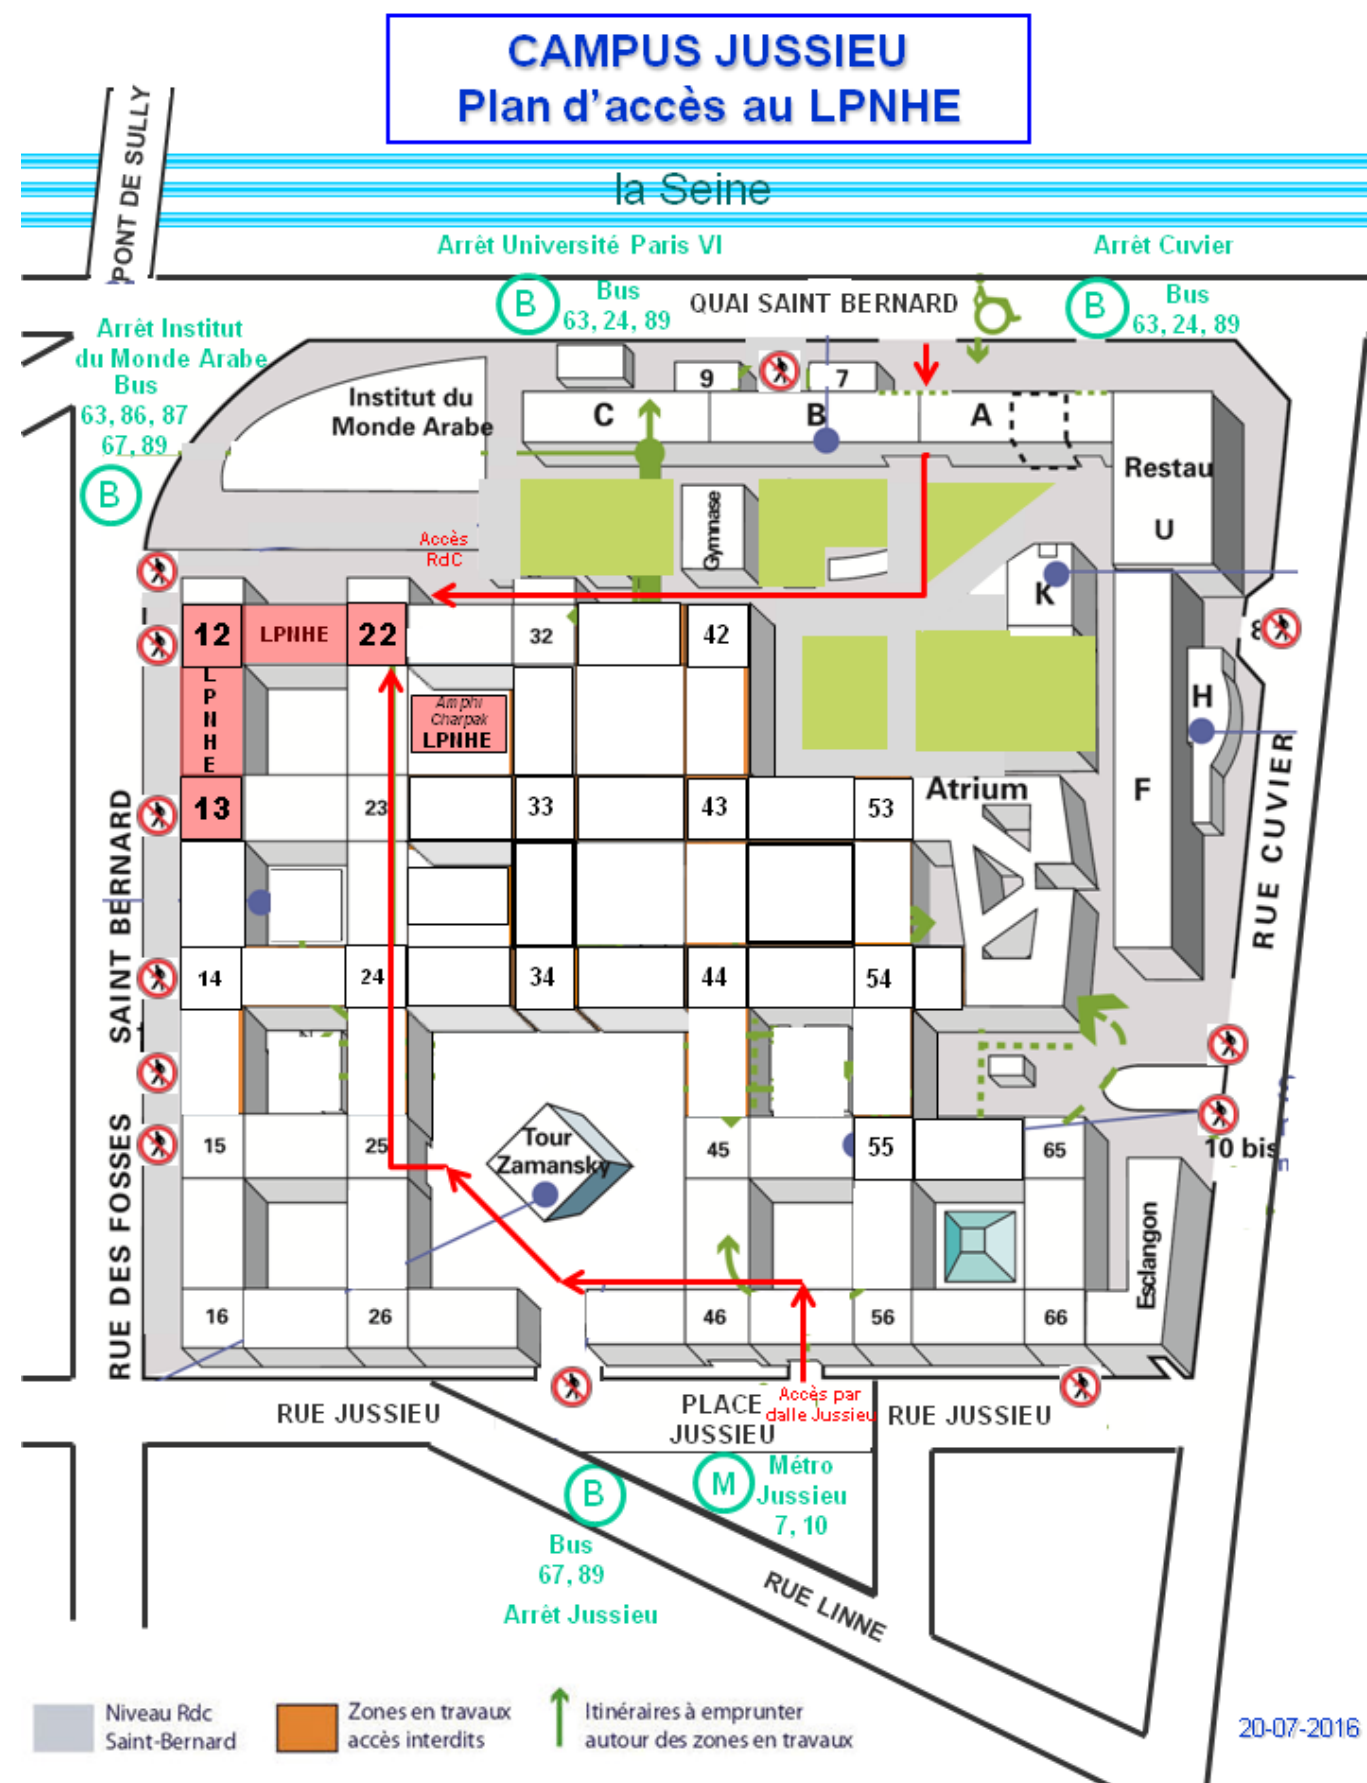 CAMPUS JUSSIEU
Plan d'accès au LPNHE
PONT DE SULLY
la Seine
Arrêt Université Paris VI
Arrêt Cuvier
B
Bus
63, 24, 89
QUAI SAINT BERNARD
B
Bus
63, 24, 89
Arrêt Institut
du Monde Arabe
Bus
63, 86, 87
67, 89
B
Institut du
Monde Arabe
9
7
C
B
A
Restau
U
Gymnase
Accès
RdC
K
12
LPNHE
22
32
42
LPNHE
Amphi
Charpak
LPNHE
H
F
13
23
33
43
53
Atrium
RUE CUVIER
SAINT BERNARD
14
24
34
44
54
RUE DES FOSSES
15
25
Tour
Zamansky
45
55
65
10 bis
Esclangon
16
26
46
56
66
RUE JUSSIEU
PLACE
JUSSIEU
Accès par
dalle Jussieu
RUE JUSSIEU
B
M
Métro
Jussieu
7, 10
Bus
67, 89
Arrêt Jussieu
RUE LINNE
Niveau Rdc
Saint-Bernard
Zones en travaux
accès interdits
Itinéraires à emprunter
autour des zones en travaux
20-07-2016